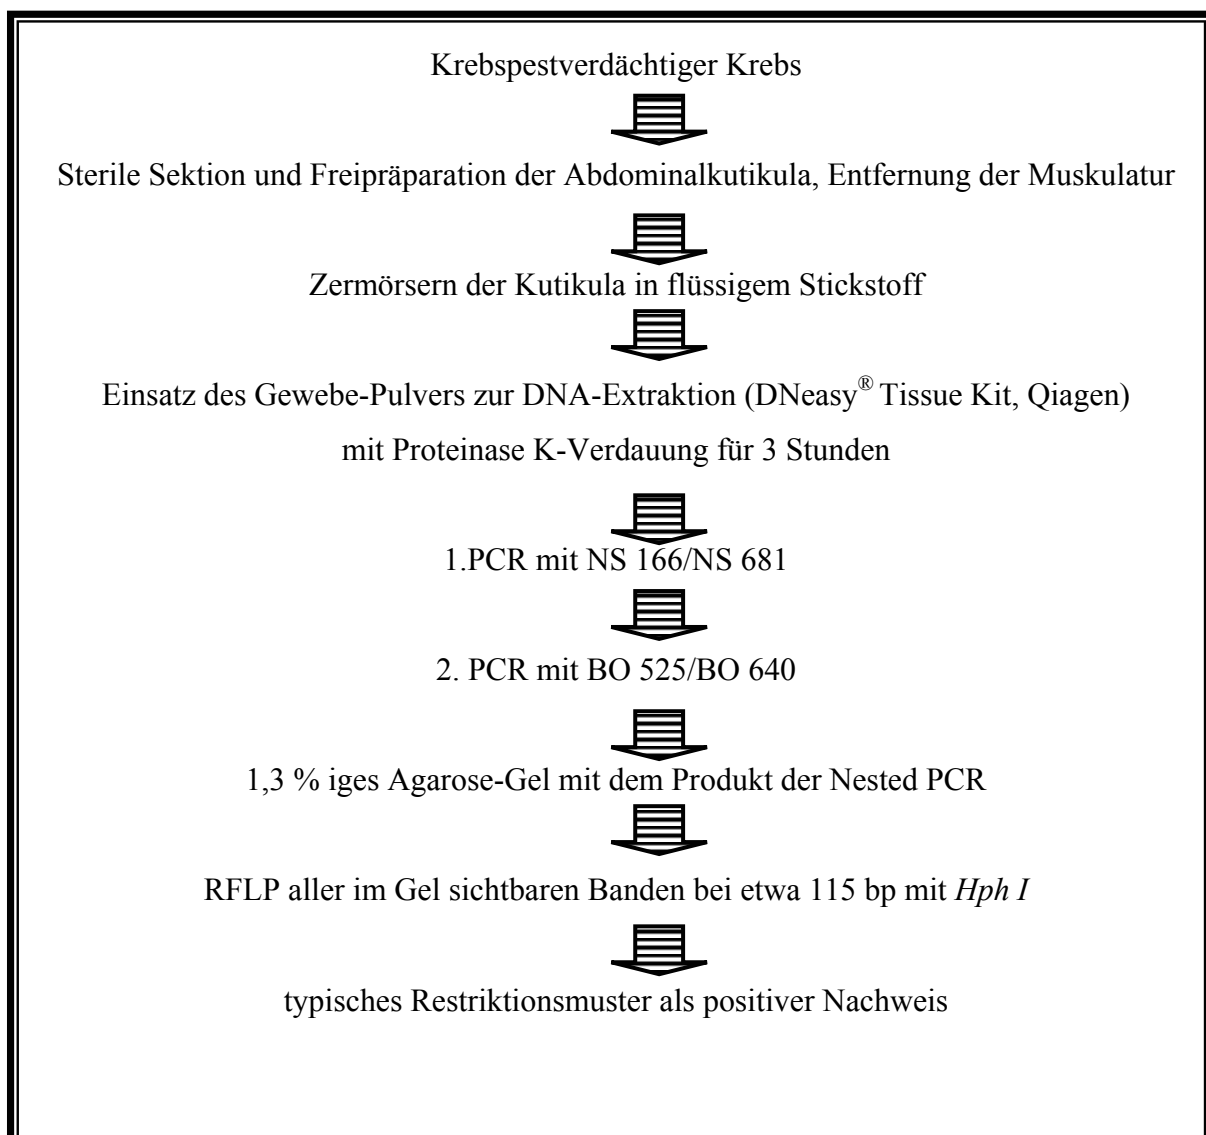 Krebspestverdächtiger Krebs
Sterile Sektion und Freipräparation der Abdominalkutikula, Entfernung der Muskulatur
Zermörsern der Kutikula in flüssigem Stickstoff
Einsatz des Gewebe-Pulvers zur DNA-Extraktion (DNeasy® Tissue Kit, Qiagen)
mit Proteinase K-Verdauung für 3 Stunden
1.PCR mit NS 166/NS 681
2. PCR mit BO 525/BO 640
1,3 % iges Agarose-Gel mit dem Produkt der Nested PCR
RFLP aller im Gel sichtbaren Banden bei etwa 115 bp mit Hph I
typisches Restriktionsmuster als positiver Nachweis